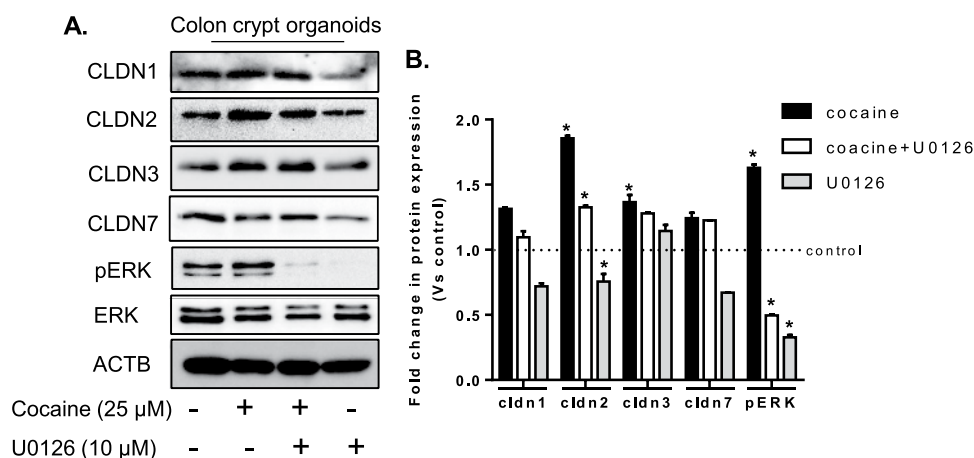 A.
Colon crypt organoids
CLDN1
CLDN2
CLDN3
CLDN7
pERK
ERK
ACTB
Cocaine (25 µM) - + + -
U0126 (10 µM) - - + +
B.
cocaine
coacine+U0126
U0126
Fold change in protein expression
(Vs control)
2.0
1.5
1.0
0.5
0.0
* * * * * * *
control
cldn1 cldn2 cldn3 cldn7 pERK